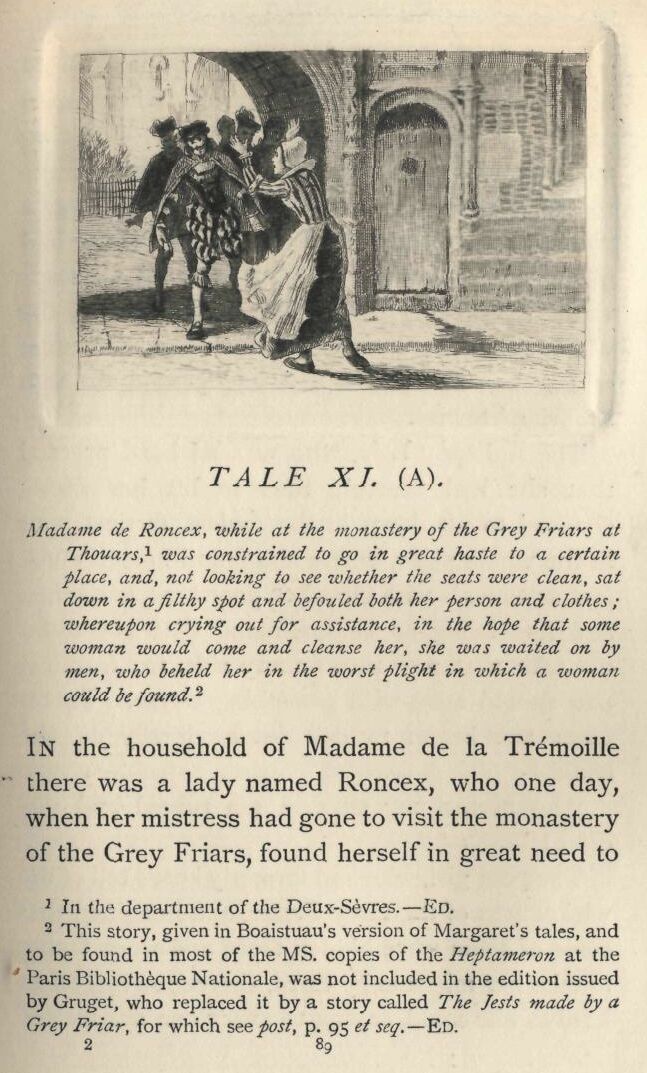 TALE XI. (A).
Madame de Roncex, while at the monastery of the Grey Friars at
Thouars,¹ was constrained to go in great haste to a certain
place, and, not looking to see whether the seats were clean, sat
down in a filthy spot and befouled both her person and clothes;
whereupon crying out for assistance, in the hope that some
woman would come and cleanse her, she was waited on by
men, who beheld her in the worst plight in which a woman
could be found.²
IN the household of Madame de la Trémoille
there was a lady named Roncex, who one day,
when her mistress had gone to visit the monastery
of the Grey Friars, found herself in great need to
¹ In the department of the Deux-Sèvres.—ED.
² This story, given in Boaistuau's version of Margaret's tales, and
to be found in most of the MS. copies of the Heptameron at the
Paris Bibliothèque Nationale, was not included in the edition issued
by Gruget, who replaced it by a story called The Jests made by a
Grey Friar, for which see post, p. 95 et seq.—ED.
2 89